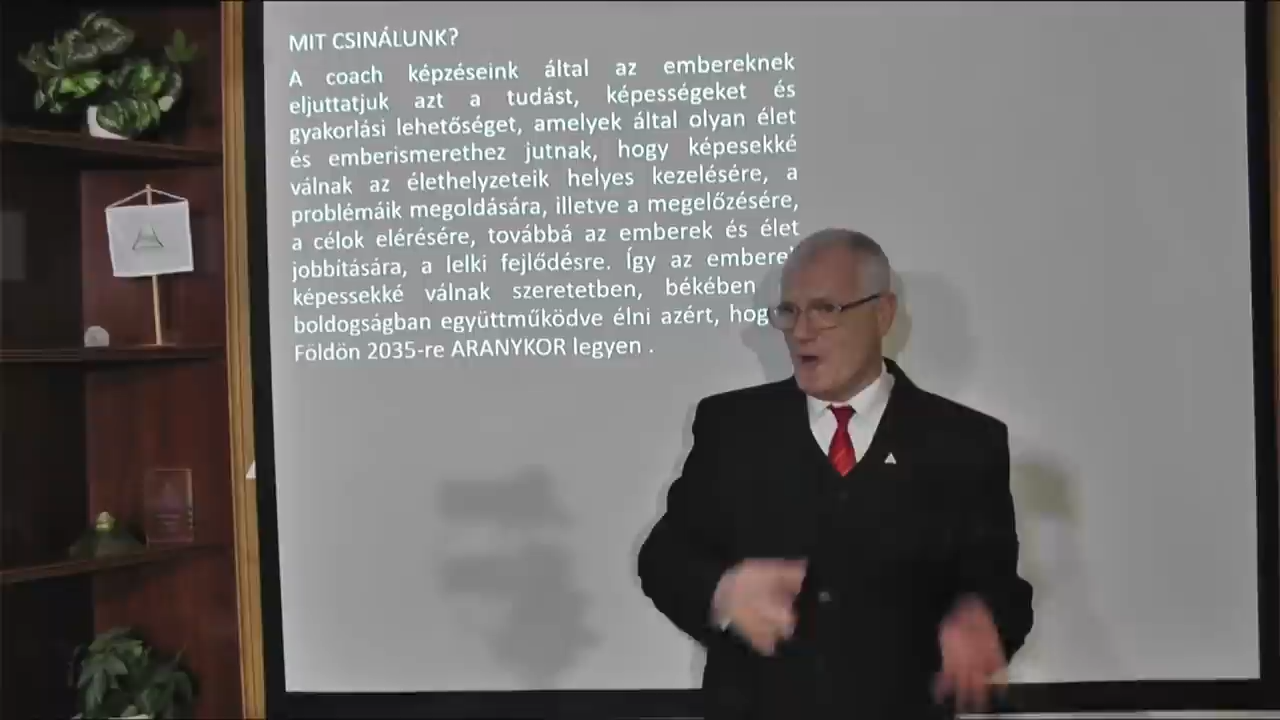 MIT CSINÁLUNK?
A coach képzéseink által az embereknek
eljuttatjuk azt a tudást, képességeket és
gyakorlási lehetőséget, amelyek által olyan élet
és emberismerethez jutnak, hogy képesekké
válnak az élethelyzeteik helyes kezelésére, a
problémáik megoldására, illetve a megelőzésére,
a célok elérésére, továbbá az emberek és élet
jobbítására, a lelki fejlődésre. Így az embere
képessekké válnak szeretetben, békében
boldogságban együttműködve élni azért, hog
Földön 2035-re ARANYKOR legyen .